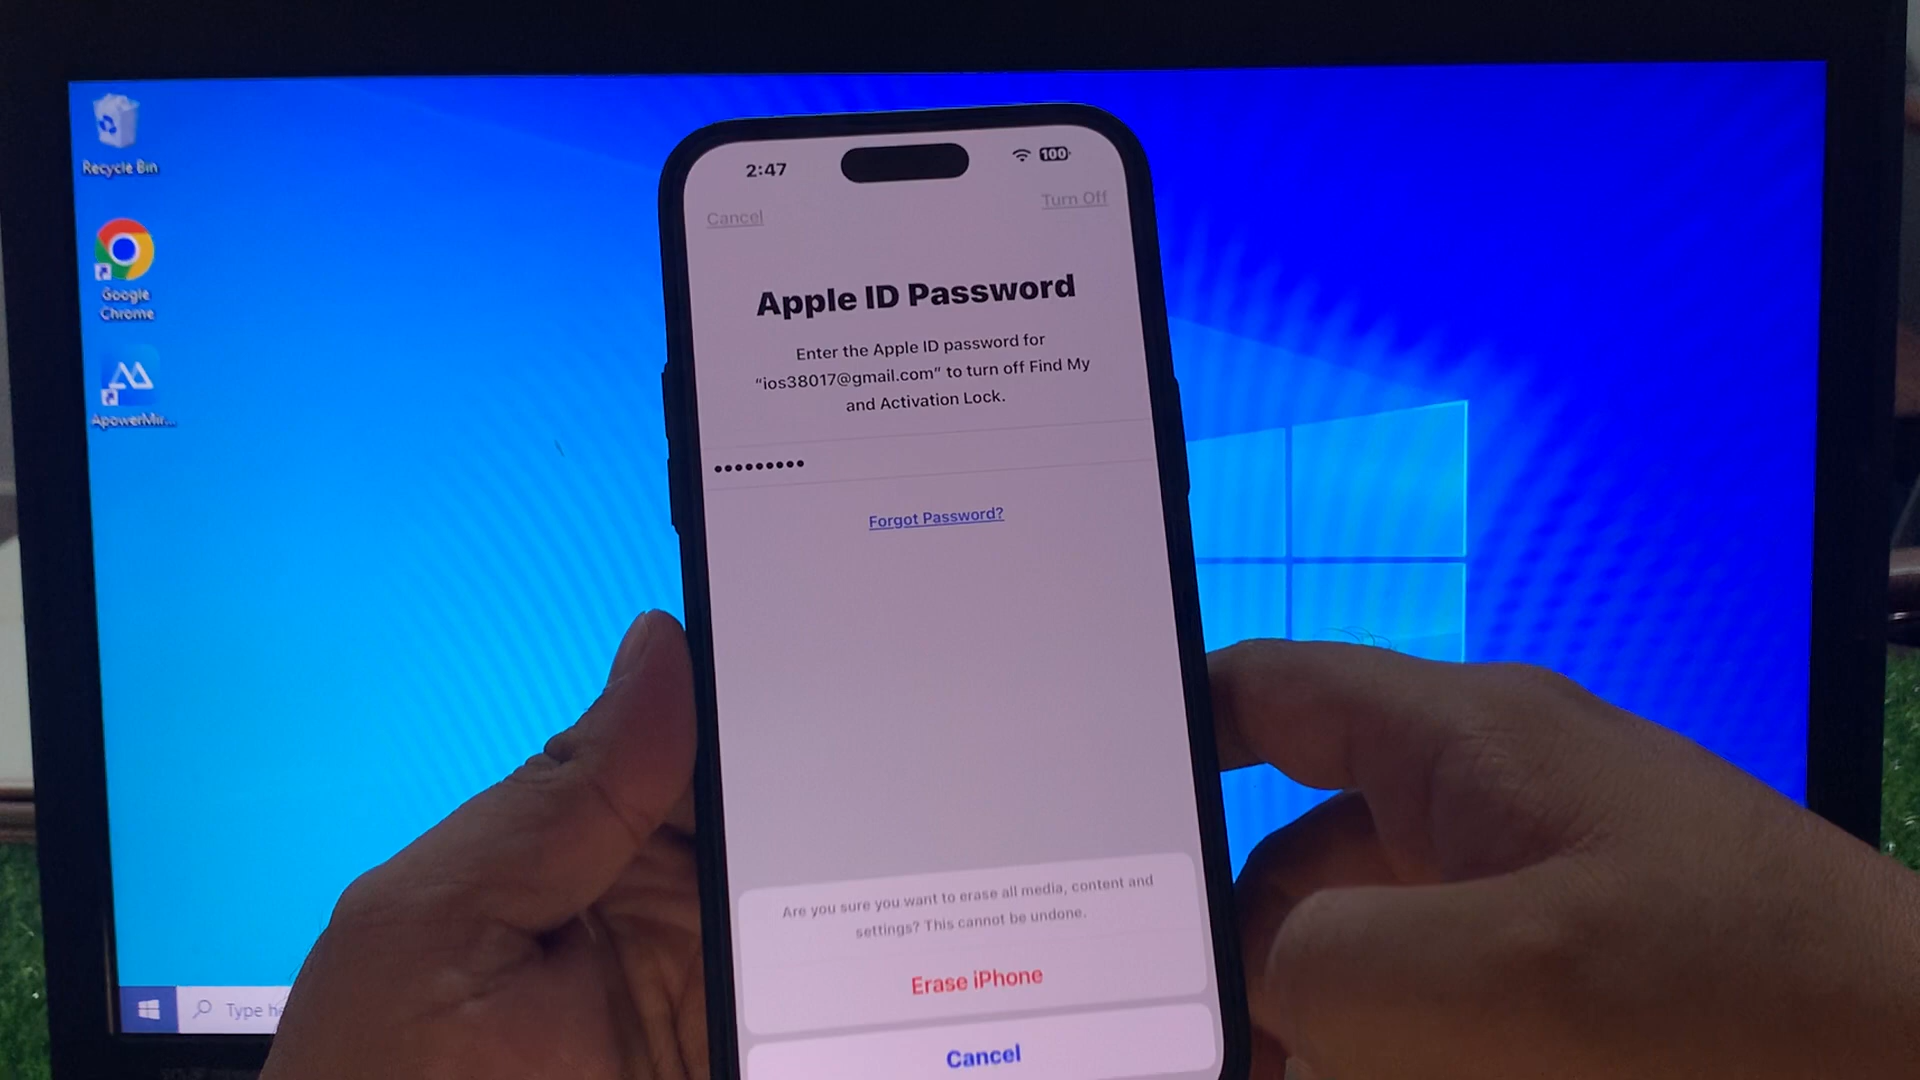 Recycle Bin
Google
Chrome
ApowerMir...
Type he
2:47
100
Cancel
Turn Off
Apple ID Password
Enter the Apple ID password for
“ios38017@gmail.com” to turn off Find My
and Activation Lock.
Forgot Password?
Are you sure you want to erase all media, content and
settings? This cannot be undone.
Erase iPhone
Cancel